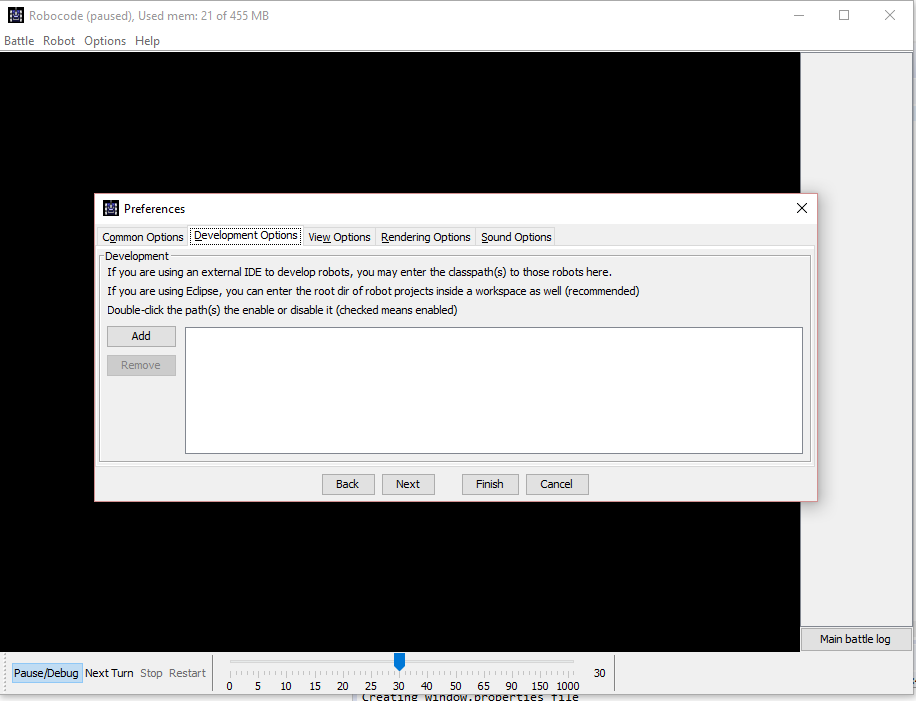 Robocode (paused), Used mem: 21 of 455 MB
Battle Robot Options Help
Preferences
Common Options Development Options View Options Rendering Options Sound Options
Development
If you are using an external IDE to develop robots, you may enter the classpath(s) to those robots here.
If you are using Eclipse, you can enter the root dir of robot projects inside a workspace as well (recommended)
Double-click the path(s) the enable or disable it (checked means enabled)
Add
Remove
Back Next Finish Cancel
Main battle log
Pause/Debug Next Turn Stop Restart 30
0 5 10 15 20 25 30 40 50 65 90 150 1000
Creating window.properties file